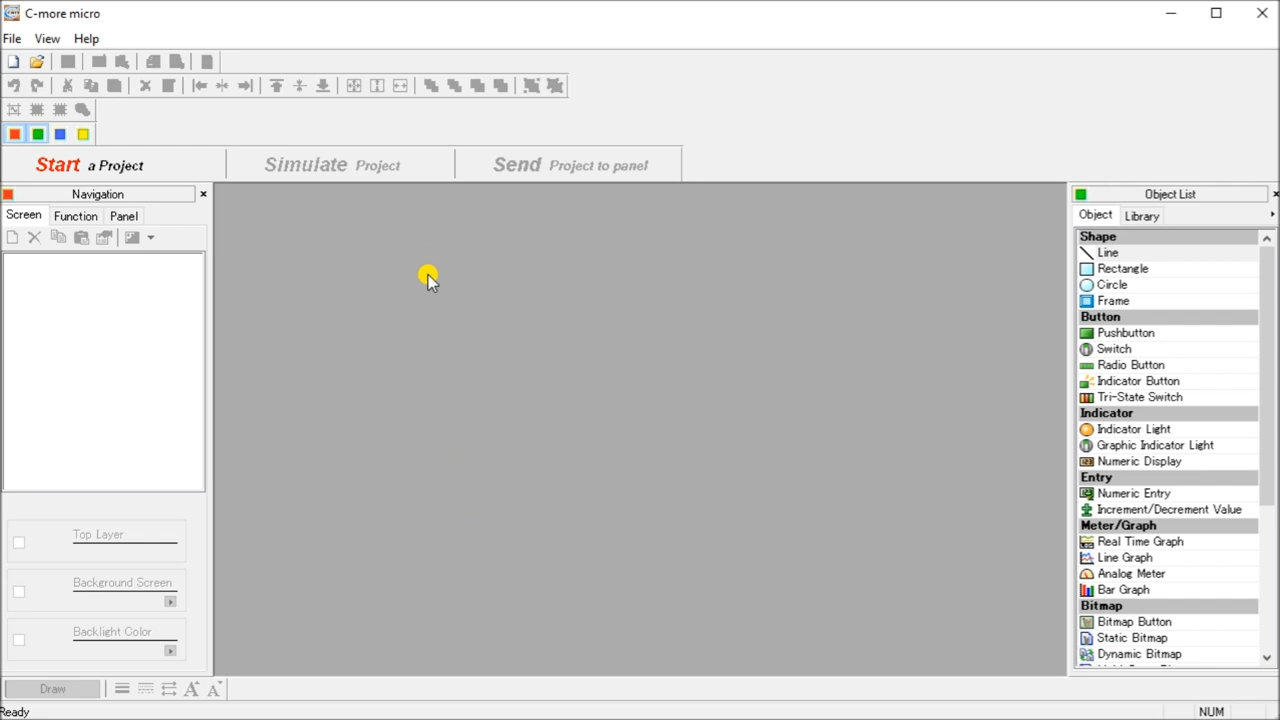 C-more micro
File View Help
Start a Project Simulate Project Send Project to panel
Navigation
Screen Function Panel
Top Layer
Background Screen
Backlight Color
Draw
Ready
Object List
Object Library
Shape
Line
Rectangle
Circle
Frame
Button
Pushbutton
Switch
Radio Button
Indicator Button
Tri-State Switch
Indicator
Indicator Light
Graphic Indicator Light
Numeric Display
Entry
Numeric Entry
Increment/Decrement Value
Meter/Graph
Real Time Graph
Line Graph
Analog Meter
Bar Graph
Bitmap
Bitmap Button
Static Bitmap
Dynamic Bitmap
NUM